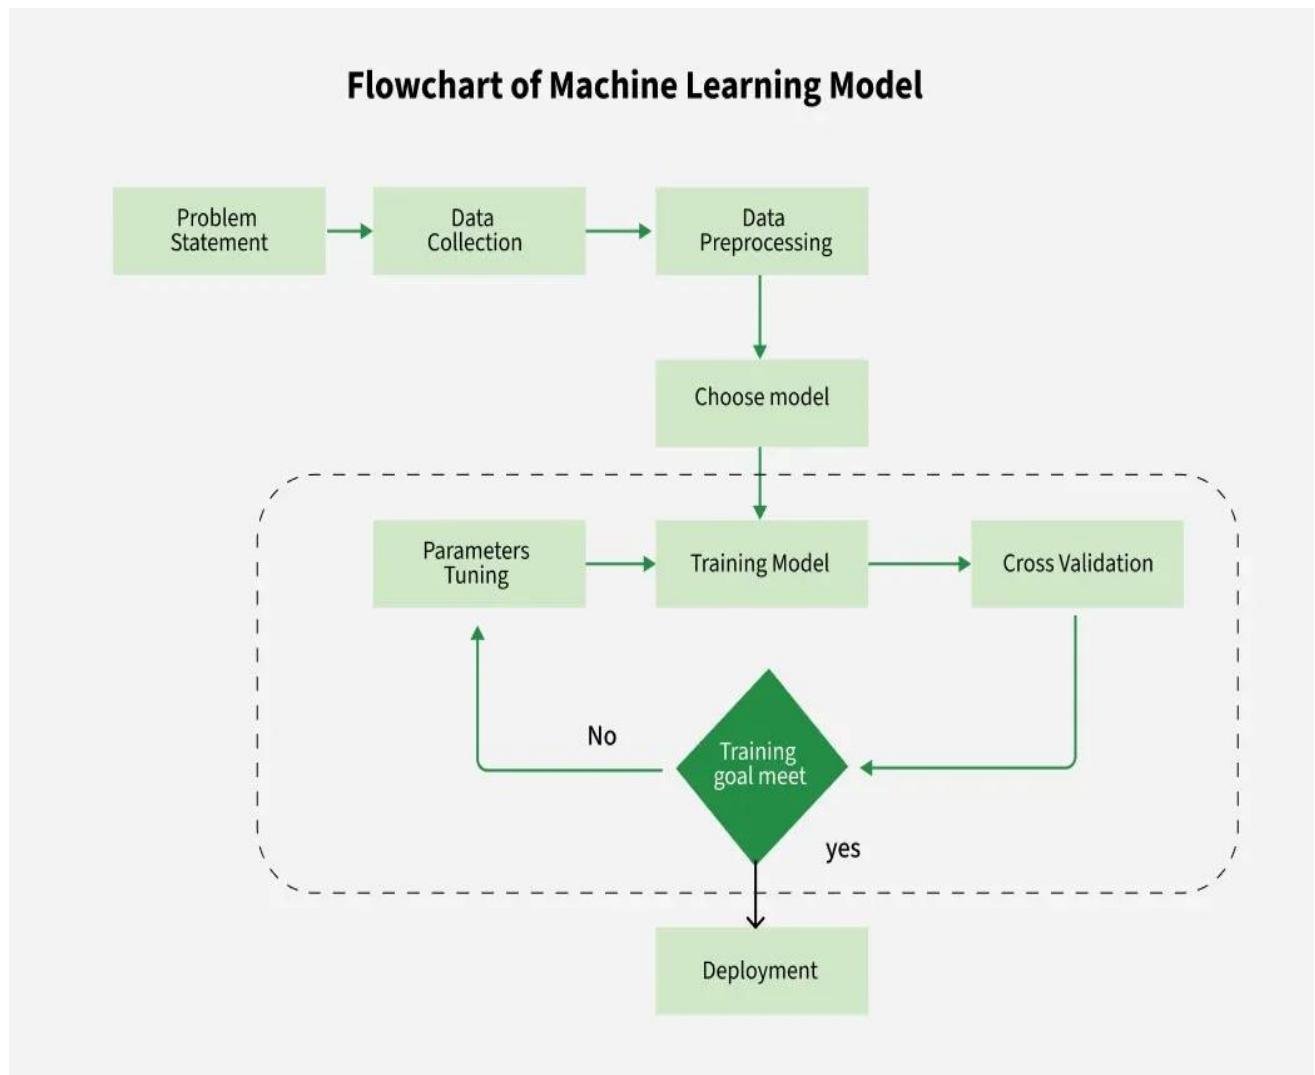 Flowchart of Machine Learning Model
Problem
Statement
Data
Collection
Data
Preprocessing
Choose model
Parameters
Tuning
Training Model
Cross Validation
No
Training
goal meet
yes
Deployment